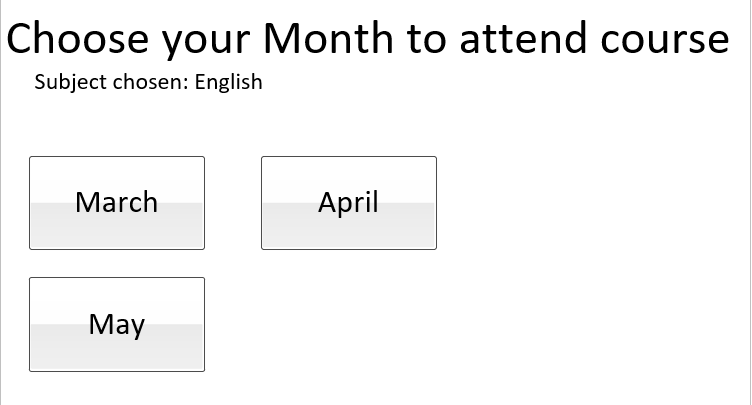 Choose your Month to attend course
Subject chosen: English
March
April
May